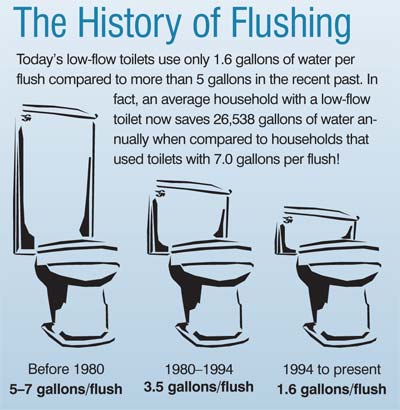 The History of Flushing
Today's low-flow toilets use only 1.6 gallons of water per
flush compared to more than 5 gallons in the recent past. In
fact, an average household with a low-flow
toilet now saves 26,538 gallons of water an-
nually when compared to households that
used toilets with 7.0 gallons per flush!
Before 1980
5–7 gallons/flush
1980–1994
3.5 gallons/flush
1994 to present
1.6 gallons/flush